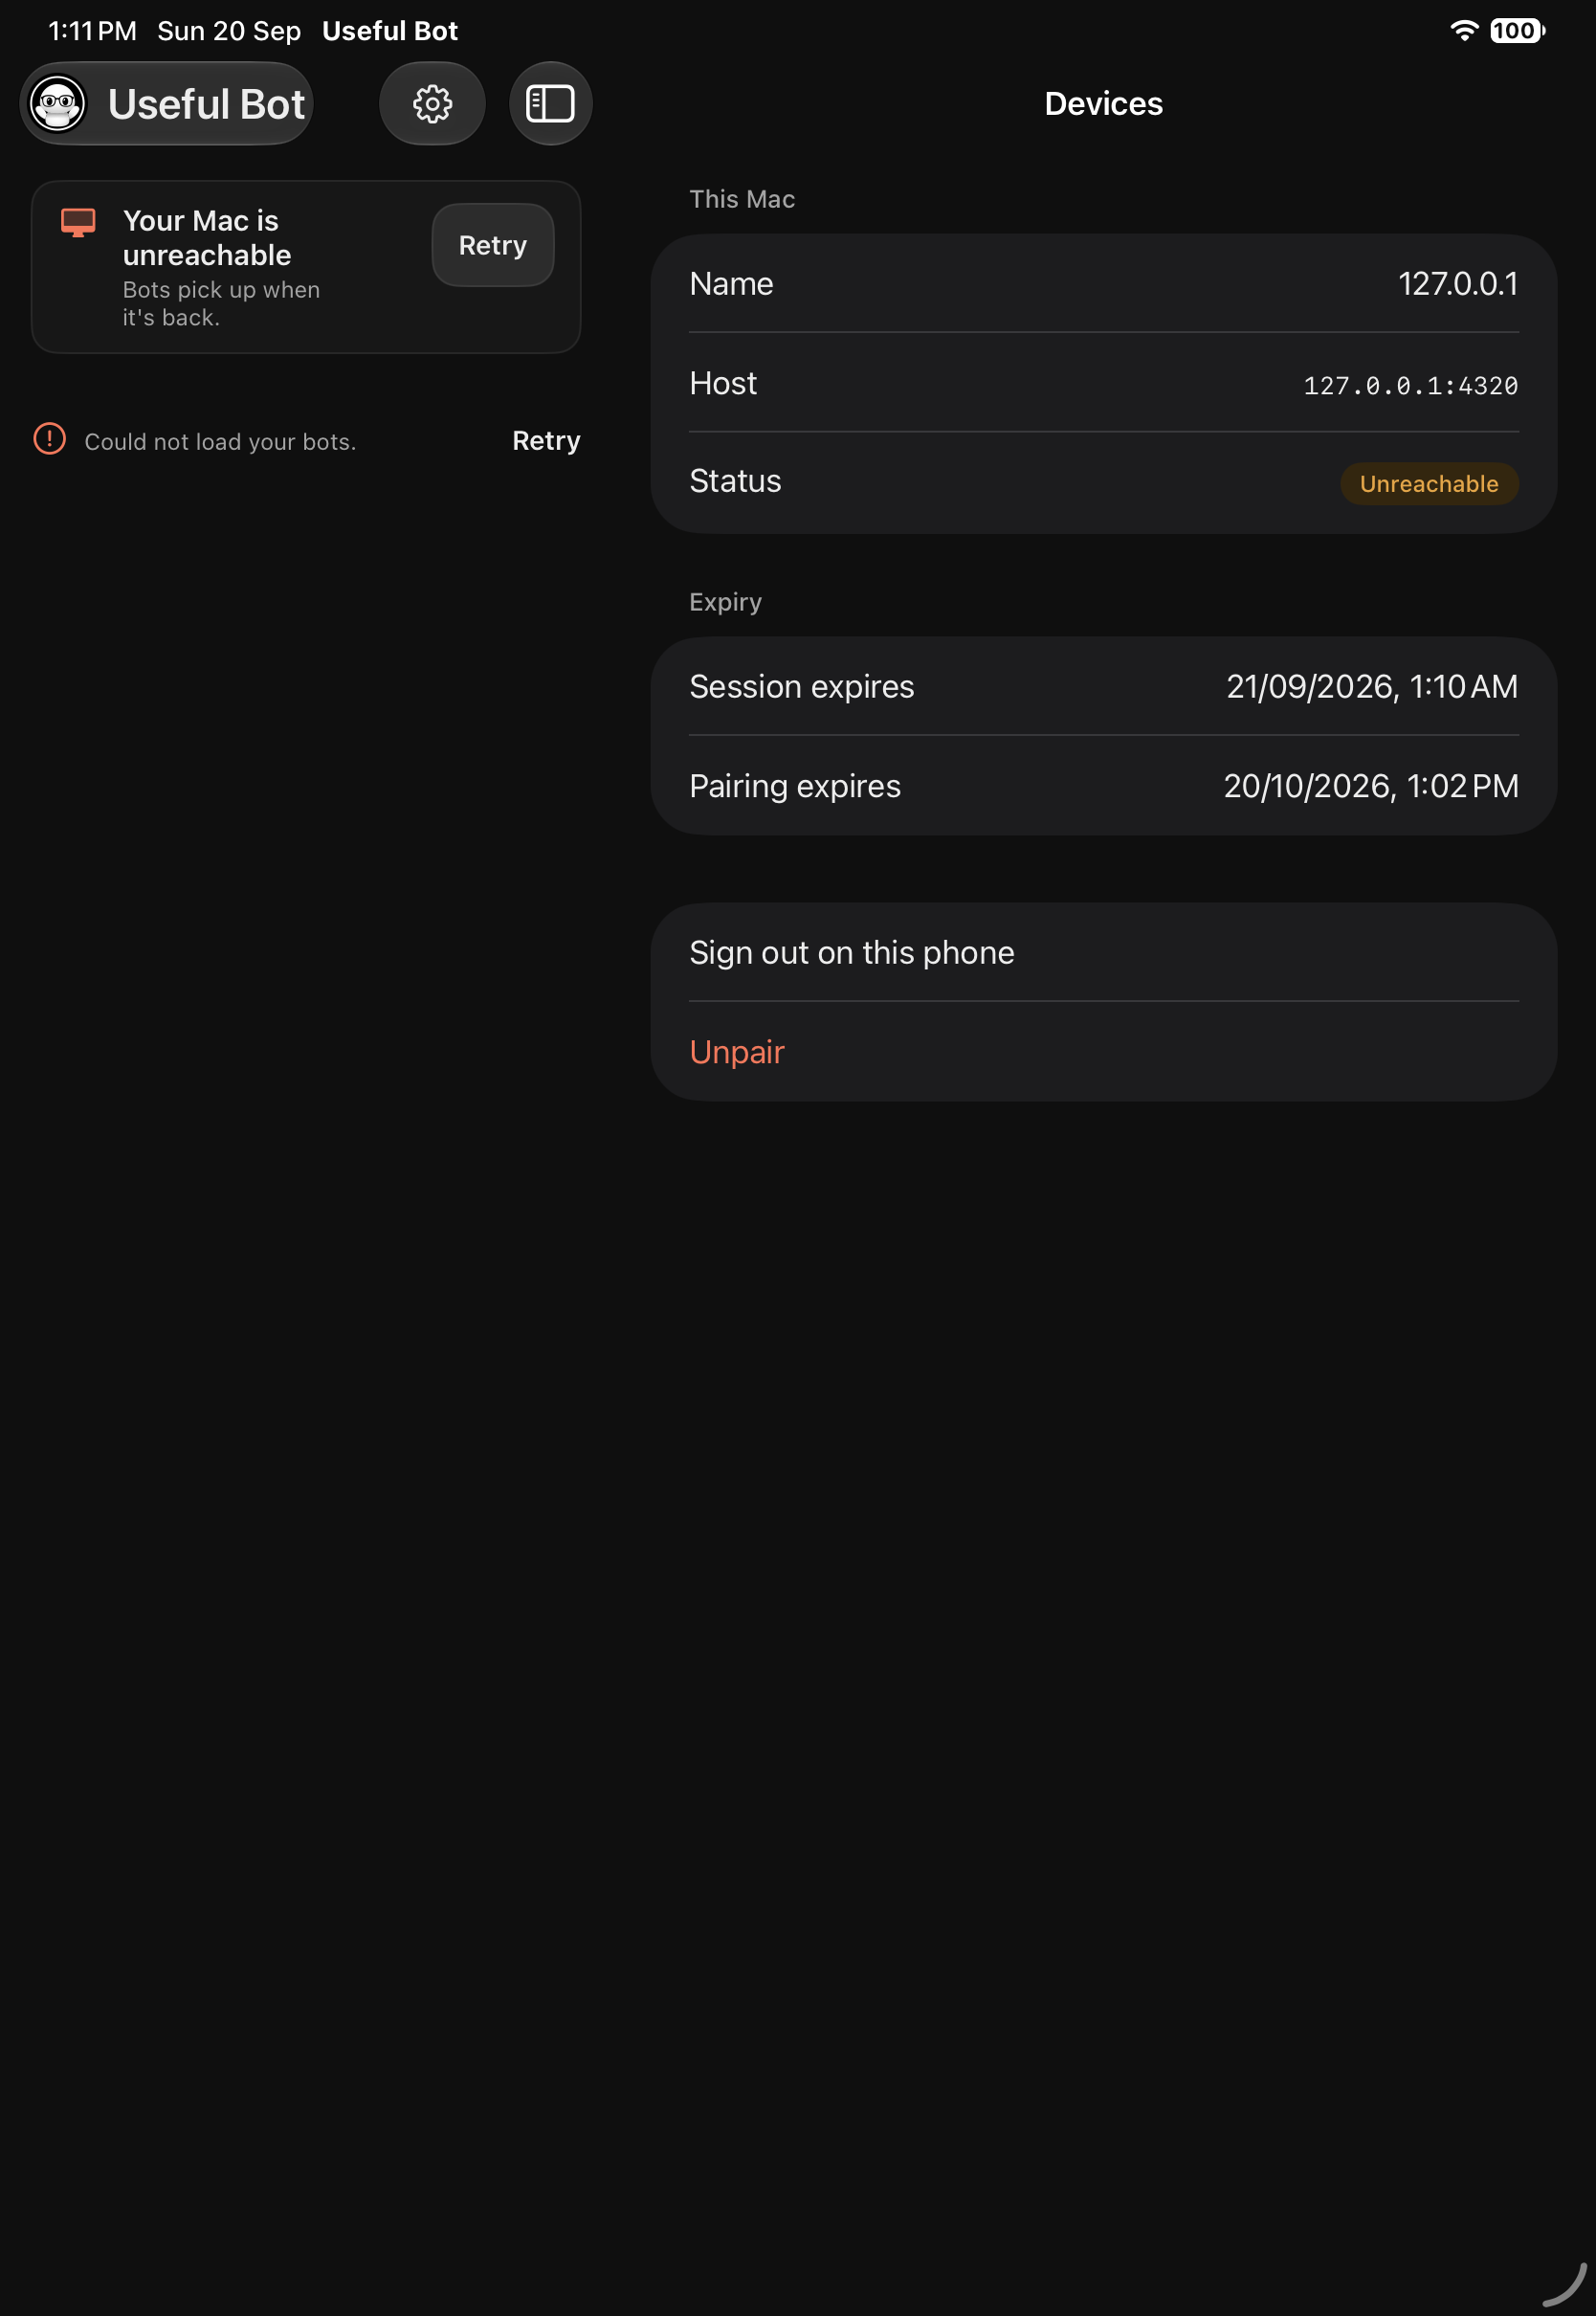 1:11 PM Sun 20 Sep Useful Bot
100
Useful Bot
Your Mac is
unreachable
Bots pick up when
it's back.
Retry
Could not load your bots.
Retry
Devices
This Mac
Name 127.0.0.1
Host 127.0.0.1:4320
Status Unreachable
Expiry
Session expires 21/09/2026, 1:10 AM
Pairing expires 20/10/2026, 1:02 PM
Sign out on this phone
Unpair